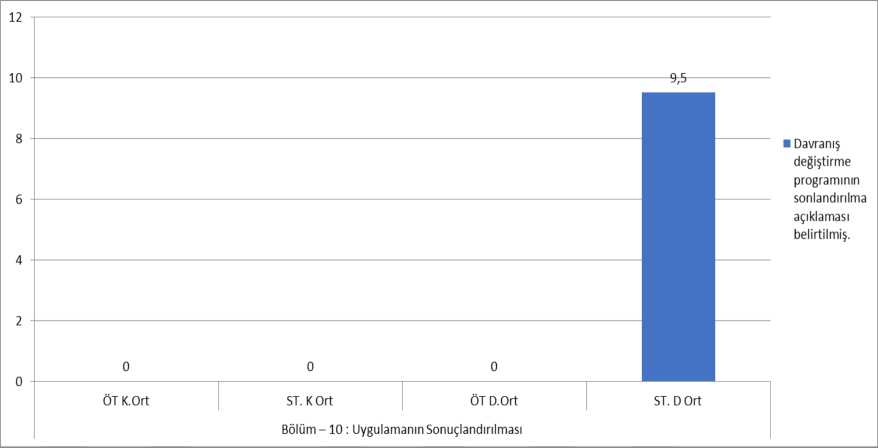 12
10
8
6
4
2
0
0
0
0
9,5
ÖT K.Ort
ST. K Ort
ÖT D.Ort
ST. D Ort
Bölüm – 10 : Uygulamanın Sonuçlandırılması
Davranış
değiştirme
programının
sonlandırılma
açıklaması
belirtilmiş.